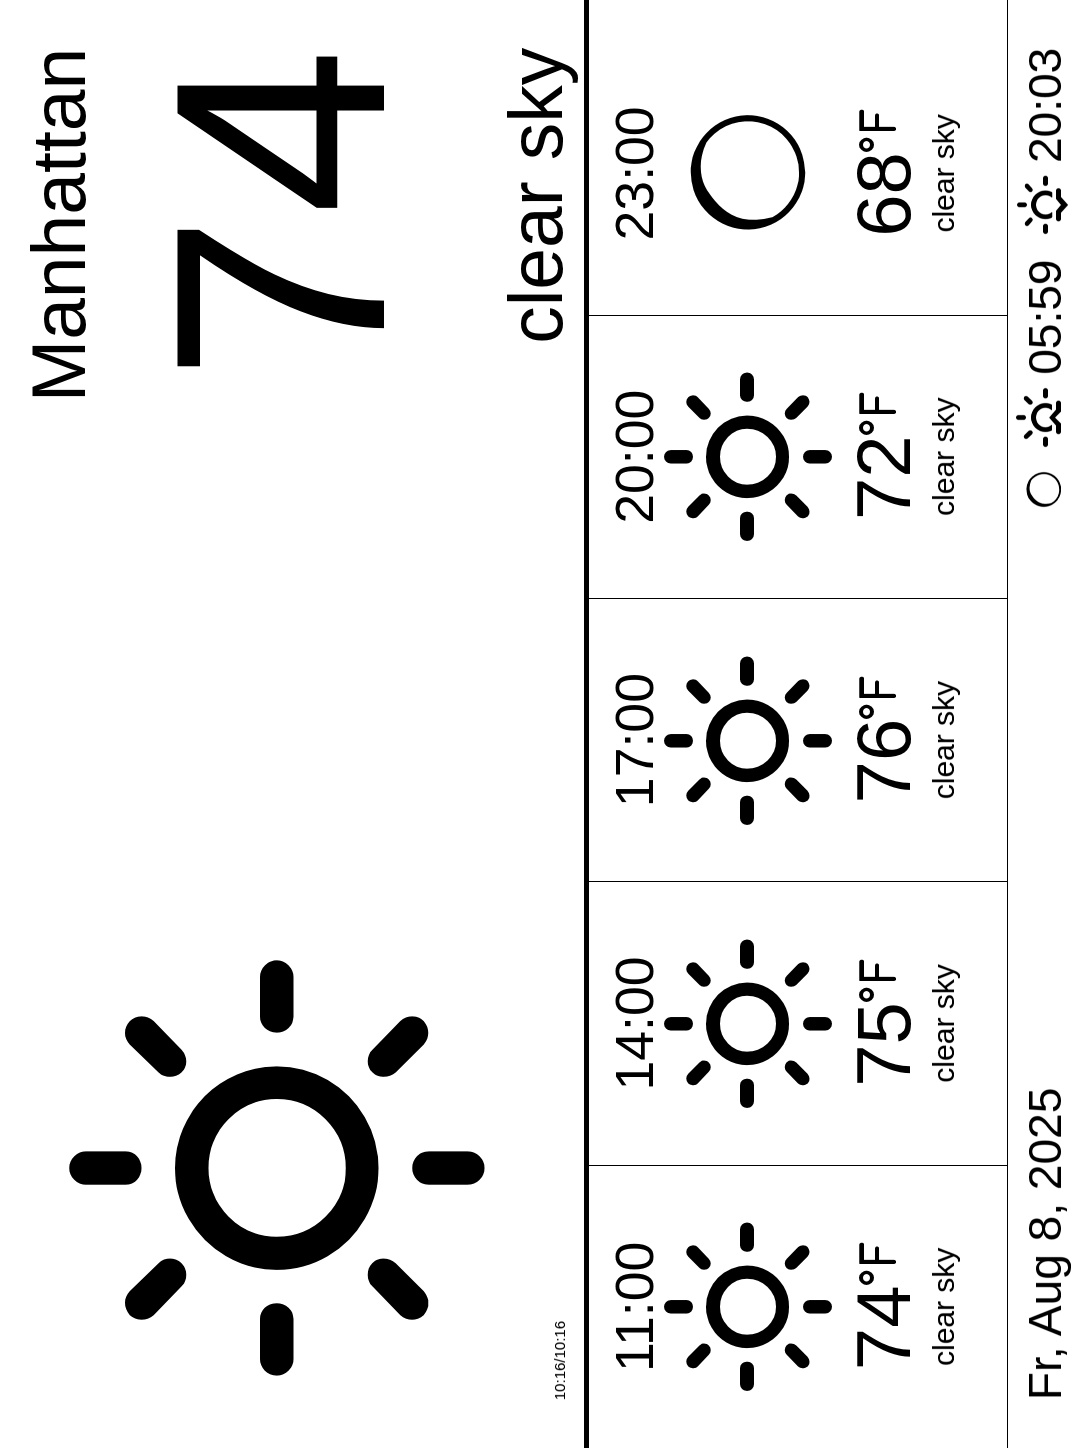 Manhattan
74
clear sky
10:16/10:16
11:00 14:00 17:00 20:00 23:00
74°F 75°F 76°F 72°F 68°F
clear sky clear sky clear sky clear sky clear sky
Fr, Aug 8, 2025 05:59 20:03